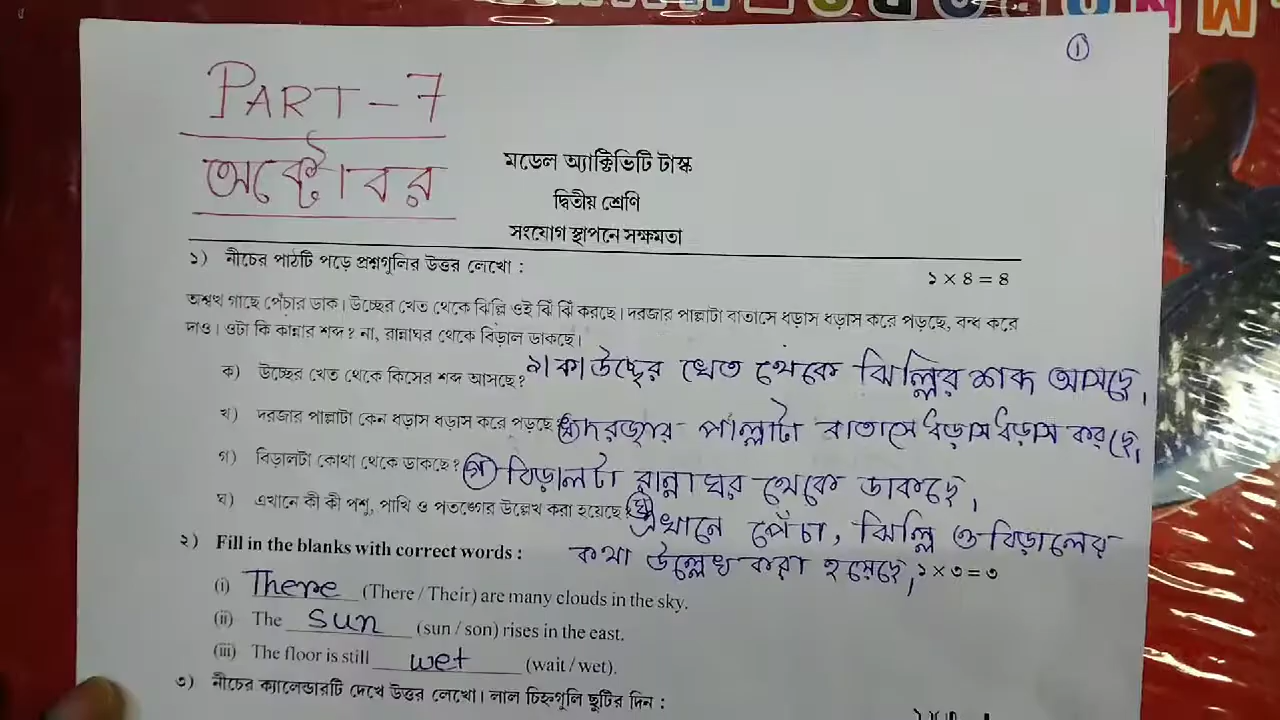 ①
PART-7
অক্টোবর
মডেল অ্যাক্টিভিটি টাস্ক
দ্বিতীয় শ্রেণি
সংযোগ স্থাপনে সক্ষমতা
১) নীচের পাঠটি পড়ে প্রশ্নগুলির উত্তর লেখো : ১ × ৪ = ৪
অশ্বত্থ গাছে পেঁচার ডাক। উচ্ছের খেত থেকে ঝিল্লি ওই ঝিঁ ঝিঁ করছে। দরজার পাল্লাটা বাতাসে ধড়াস ধড়াস করে পড়ছে, বন্ধ করে
দাও। ওটা কি কান্নার শব্দ? না, রান্নাঘর থেকে বিড়াল ডাকছে।
ক) উচ্ছের খেত থেকে কিসের শব্দ আসছে? ১। ক। উচ্ছের খেত থেকে ঝিল্লির শব্দ আসছে।
খ) দরজার পাল্লাটা কেন ধড়াস ধড়াস করে পড়ছে খ) দরজার পাল্লাটা বাতাসে ধড়াস ধড়াস করছে।
গ) বিড়ালটা কোথা থেকে ডাকছে? গ) বিড়ালটা রান্নাঘর থেকে ডাকছে।
ঘ) এখানে কী কী পশু, পাখি ও পতঙ্গের উল্লেখ করা হয়েছে ঘ) এখানে পেঁচা, ঝিল্লি ও বিড়ালের
কথা উল্লেখ করা হয়েছে।
২) Fill in the blanks with correct words : ১ × ৩ = ৩
(i) There (There / Their) are many clouds in the sky.
(ii) The sun (sun / son) rises in the east.
(iii) The floor is still wet (wait / wet).
৩) নীচের ক্যালেন্ডারটি দেখে উত্তর লেখো। লাল চিহ্নগুলি ছুটির দিন :